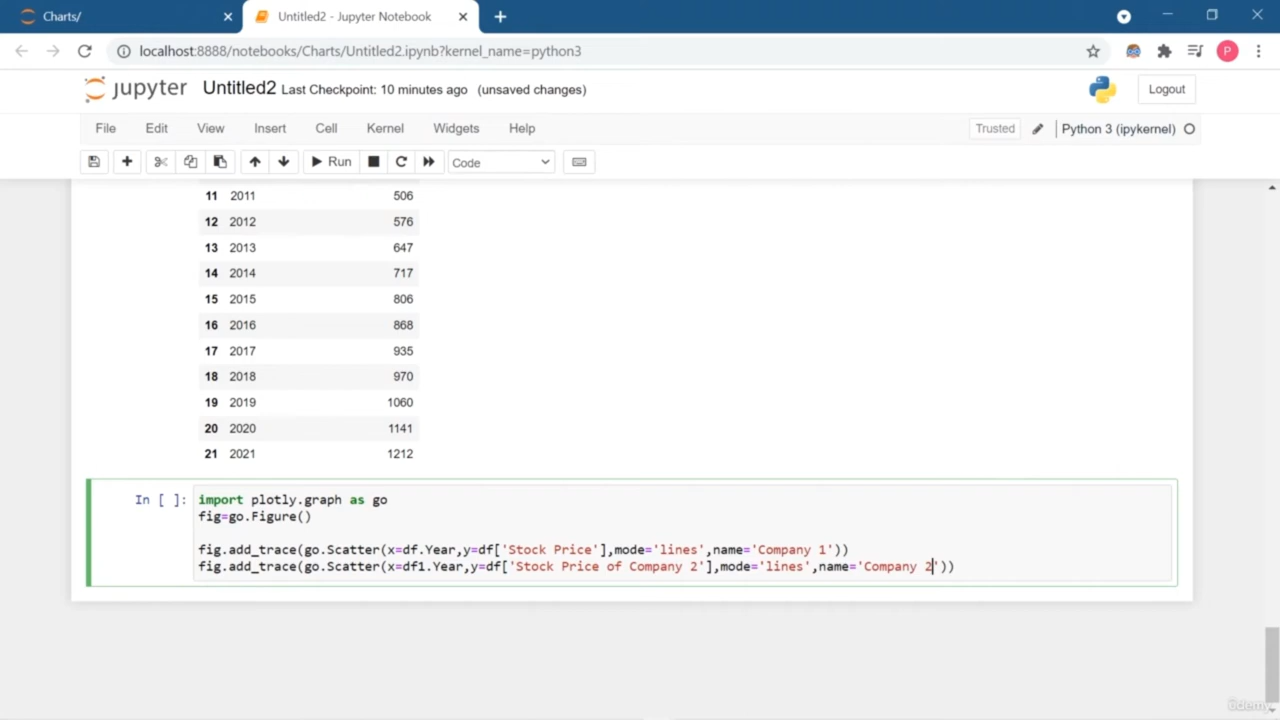 Charts/
Untitled2 - Jupyter Notebook
localhost:8888/notebooks/Charts/Untitled2.ipynb?kernel_name=python3
P
jupyter Untitled2 Last Checkpoint: 10 minutes ago (unsaved changes)
Logout
File Edit View Insert Cell Kernel Widgets Help
Trusted Python 3 (ipykernel)
Run Code
11 2011 506
12 2012 576
13 2013 647
14 2014 717
15 2015 806
16 2016 868
17 2017 935
18 2018 970
19 2019 1060
20 2020 1141
21 2021 1212
In [ ]: import plotly.graph as go
fig=go.Figure()
fig.add_trace(go.Scatter(x=df.Year,y=df['Stock Price'],mode='lines',name='Company 1'))
fig.add_trace(go.Scatter(x=df1.Year,y=df['Stock Price of Company 2'],mode='lines',name='Company 2'))
ûdemy